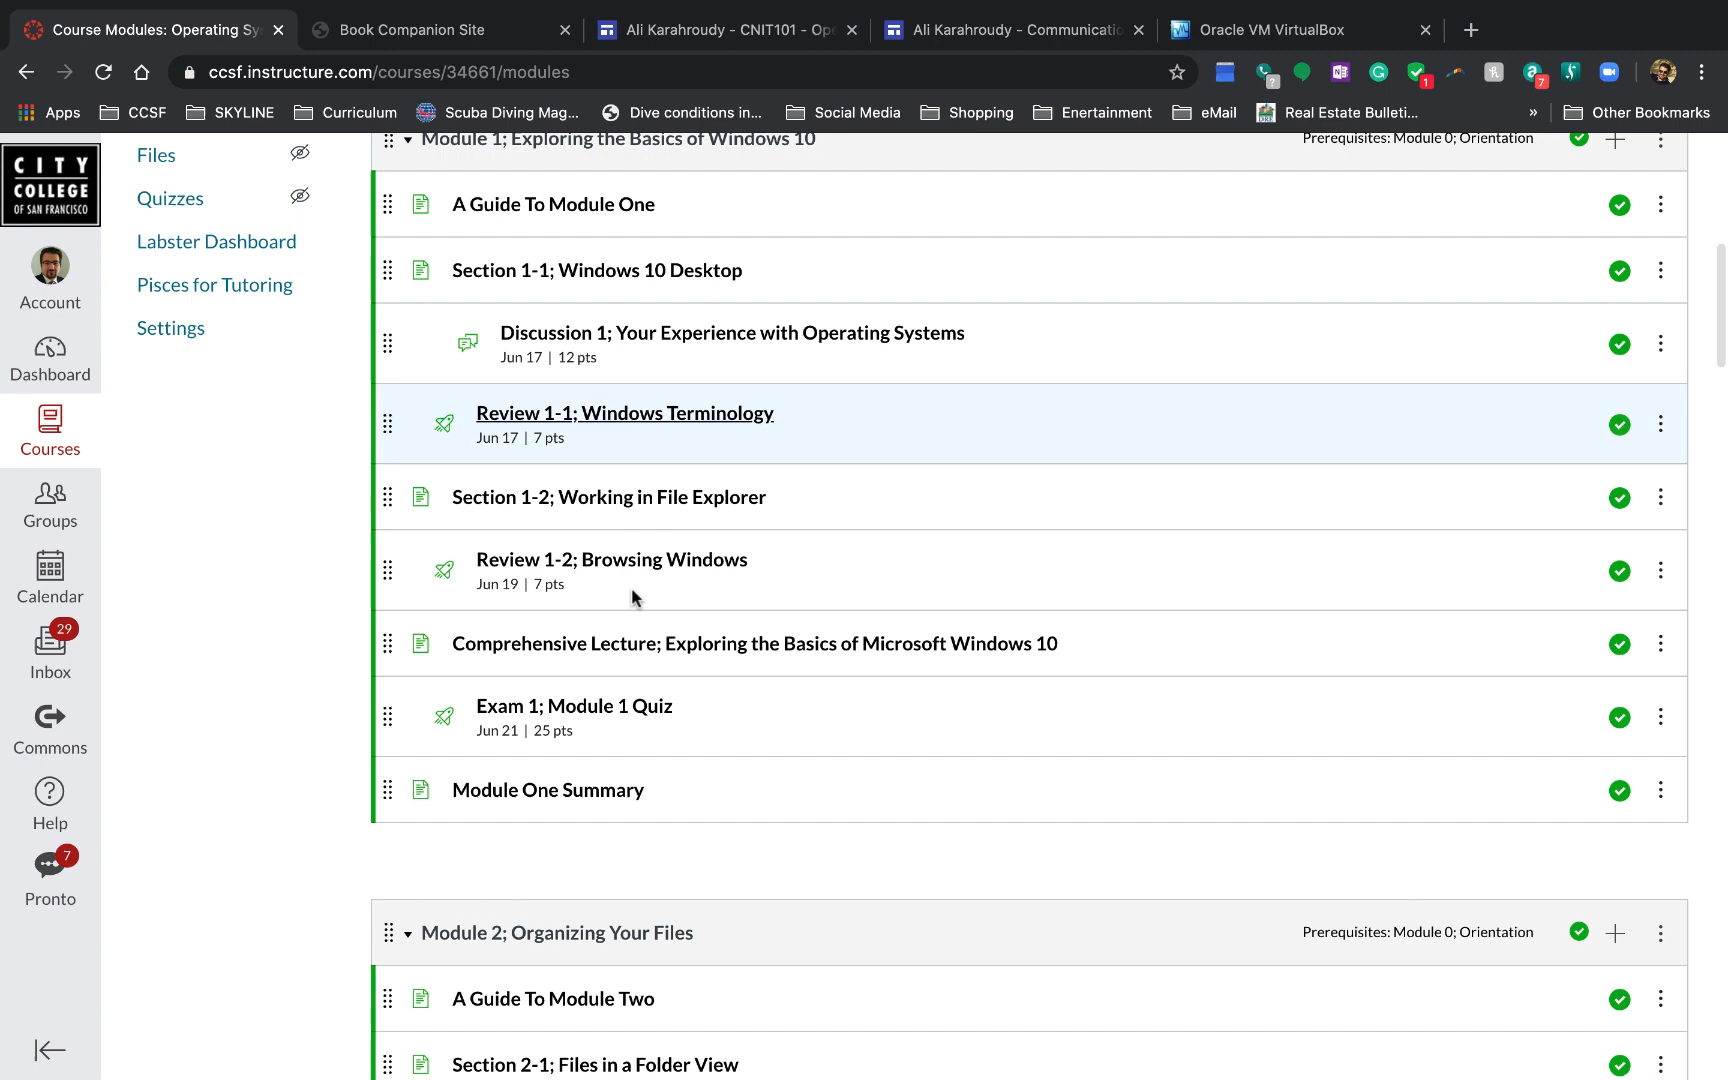 Course Modules: Operating Sy
Book Companion Site
Ali Karahroudy - CNIT101 - Ope
Ali Karahroudy - Communicatio
Oracle VM VirtualBox
ccsf.instructure.com/courses/34661/modules
Apps
CCSF
SKYLINE
Curriculum
Scuba Diving Mag...
Dive conditions in...
Social Media
Shopping
Enertainment
eMail
Real Estate Bulleti...
»
Other Bookmarks
CITY
COLLEGE
OF SAN FRANCISCO
Account
Dashboard
Courses
Groups
Calendar
29
Inbox
Commons
Help
7
Pronto
Files
Quizzes
Labster Dashboard
Pisces for Tutoring
Settings
Module 1; Exploring the Basics of Windows 10
Prerequisites: Module 0; Orientation
A Guide To Module One
Section 1-1; Windows 10 Desktop
Discussion 1; Your Experience with Operating Systems
Jun 17 | 12 pts
Review 1-1; Windows Terminology
Jun 17 | 7 pts
Section 1-2; Working in File Explorer
Review 1-2; Browsing Windows
Jun 19 | 7 pts
Comprehensive Lecture; Exploring the Basics of Microsoft Windows 10
Exam 1; Module 1 Quiz
Jun 21 | 25 pts
Module One Summary
Module 2; Organizing Your Files
Prerequisites: Module 0; Orientation
A Guide To Module Two
Section 2-1; Files in a Folder View